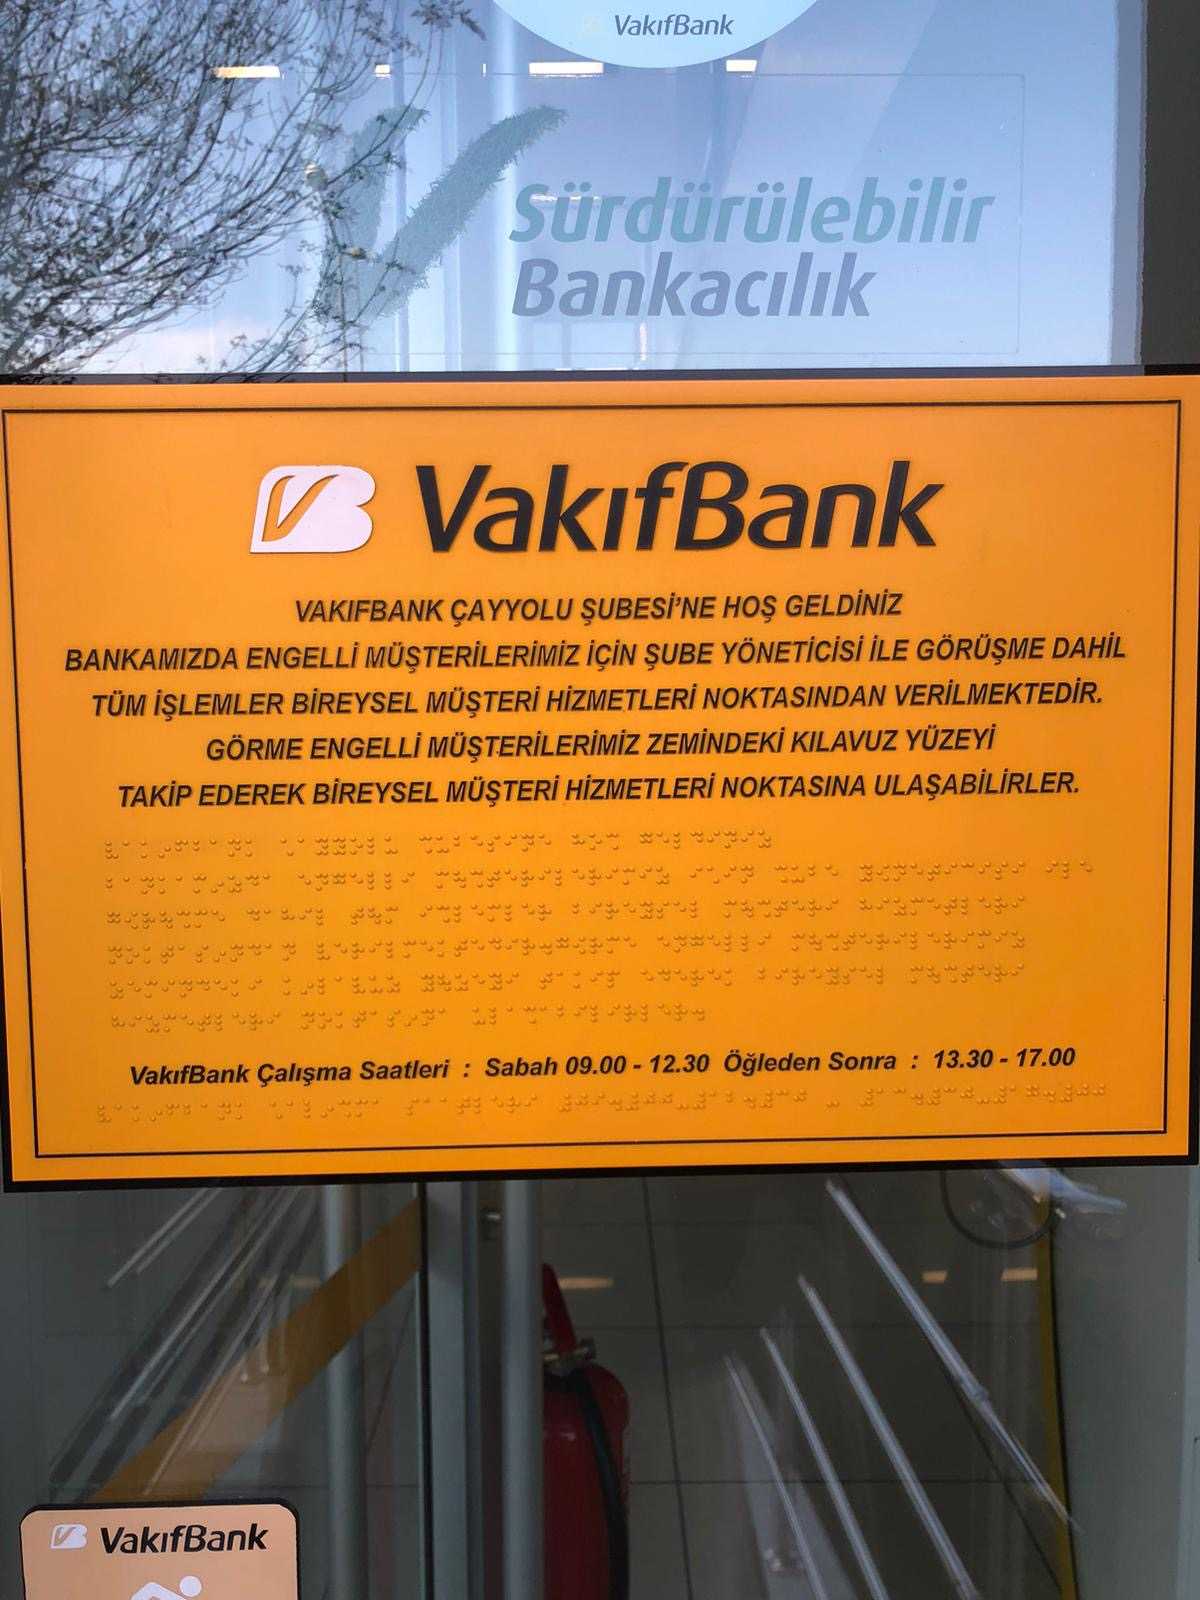 VakıfBank
Sürdürülebilir
Bankacılık
VakıfBank
VAKIFBANK ÇAYYOLU ŞUBESİ'NE HOŞ GELDİNİZ
BANKAMIZDA ENGELLİ MÜŞTERİLERİMİZ İÇİN ŞUBE YÖNETİCİSİ İLE GÖRÜŞME DAHİL
TÜM İŞLEMLER BİREYSEL MÜŞTERİ HİZMETLERİ NOKTASINDAN VERİLMEKTEDİR.
GÖRME ENGELLİ MÜŞTERİLERİMİZ ZEMİNDEKİ KILAVUZ YÜZEYİ
TAKİP EDEREK BİREYSEL MÜŞTERİ HİZMETLERİ NOKTASINA ULAŞABİLİRLER.
VakıfBank Çalışma Saatleri : Sabah 09.00 - 12.30 Öğleden Sonra : 13.30 - 17.00
VakıfBank